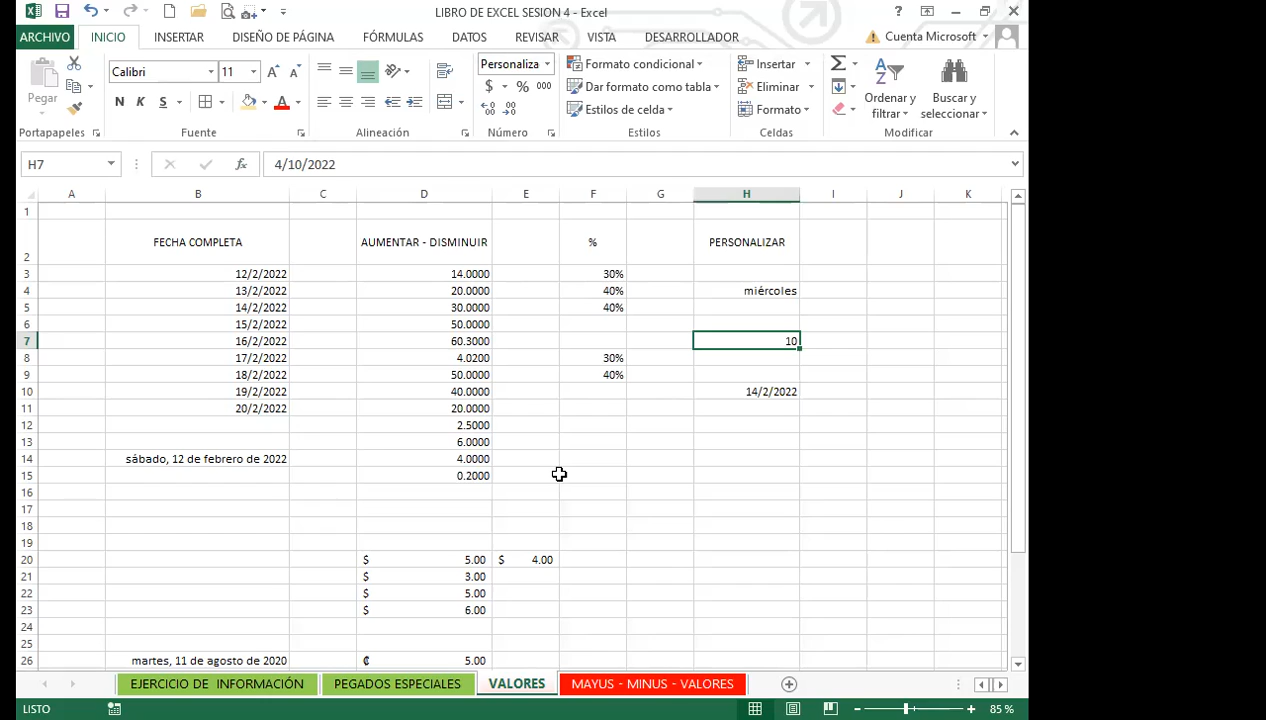 LIBRO DE EXCEL SESION 4 - Excel
ARCHIVO INICIO INSERTAR DISEÑO DE PÁGINA FÓRMULAS DATOS REVISAR VISTA DESARROLLADOR Cuenta Microsoft
Pegar
Calibri 11
N K S
Personaliza
$ % 000
Formato condicional
Dar formato como tabla
Estilos de celda
Insertar
Eliminar
Formato
Ordenar y filtrar
Buscar y seleccionar
Portapapeles Fuente Alineación Número Estilos Celdas Modificar
H7 fx 4/10/2022
A B C D E F G H I J K
1
2 FECHA COMPLETA AUMENTAR - DISMINUIR % PERSONALIZAR
3 12/2/2022 14.0000 30%
4 13/2/2022 20.0000 40% miércoles
5 14/2/2022 30.0000 40%
6 15/2/2022 50.0000
7 16/2/2022 60.3000 10
8 17/2/2022 4.0200 30%
9 18/2/2022 50.0000 40%
10 19/2/2022 40.0000 14/2/2022
11 20/2/2022 20.0000
12 2.5000
13 6.0000
14 sábado, 12 de febrero de 2022 4.0000
15 0.2000
16
17
18
19
20 $ 5.00 $ 4.00
21 $ 3.00
22 $ 5.00
23 $ 6.00
24
25
26 martes, 11 de agosto de 2020 ₡ 5.00
EJERCICIO DE INFORMACIÓN PEGADOS ESPECIALES VALORES MAYUS - MINUS - VALORES
LISTO 85 %